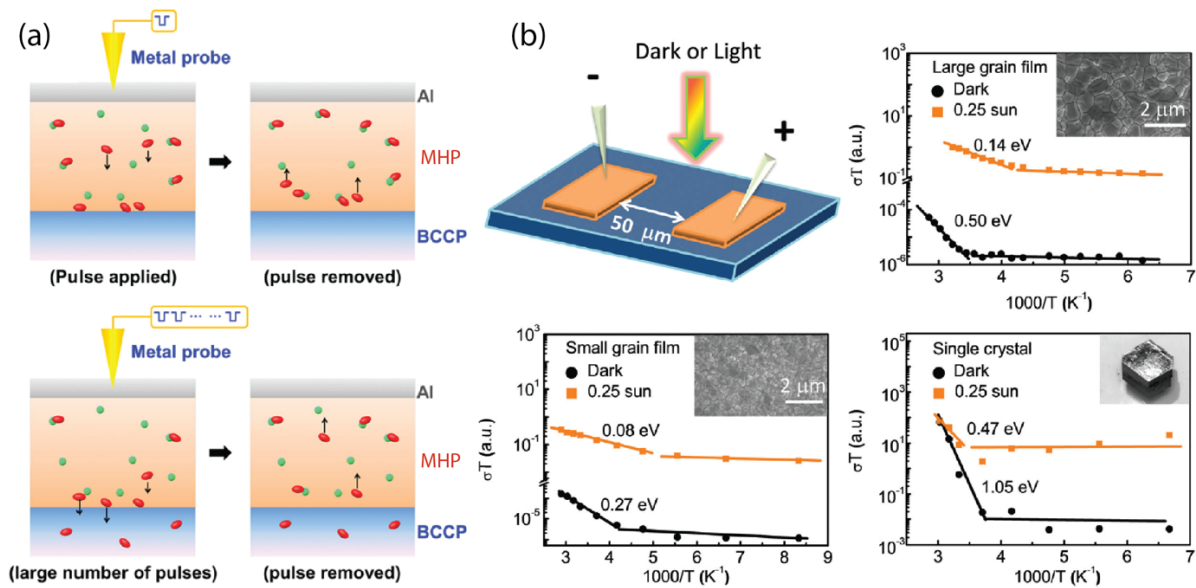 (a)
Metal probe
Al
MHP
BCCP
(Pulse applied)
(pulse removed)
Metal probe
Al
MHP
BCCP
(large number of pulses)
(pulse removed)
(b)
Dark or Light
-
+
50 μm
Large grain film
Dark
0.25 sun
2 μm
0.14 eV
0.50 eV
σT (a.u.)
10³
10¹
10⁻¹
10⁻⁴
10⁻⁶
3 4 5 6 7
1000/T (K⁻¹)
Small grain film
Dark
0.25 sun
2 μm
0.08 eV
0.27 eV
σT (a.u.)
10³
10¹
10⁻¹
10⁻⁵
3 4 5 6 7 8 9
1000/T (K⁻¹)
Single crystal
Dark
0.25 sun
0.47 eV
1.05 eV
σT (a.u.)
10⁵
10³
10¹
10⁻¹
10⁻³
3 4 5 6 7
1000/T (K⁻¹)